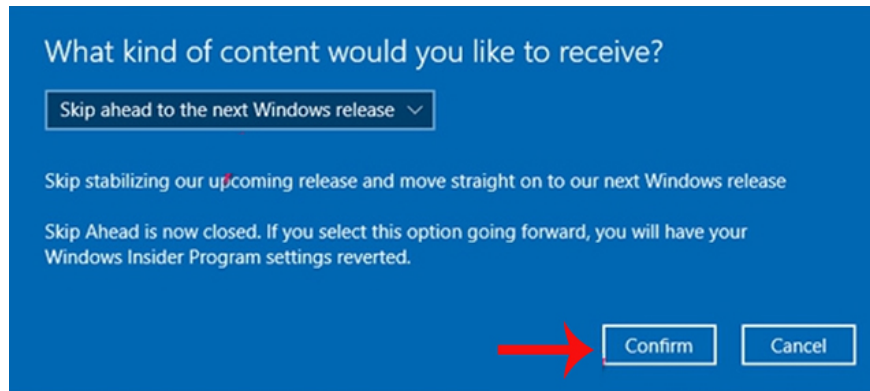 What kind of content would you like to receive?
Skip ahead to the next Windows release
Skip stabilizing our upcoming release and move straight on to our next Windows release
Skip Ahead is now closed. If you select this option going forward, you will have your
Windows Insider Program settings reverted.
Confirm Cancel